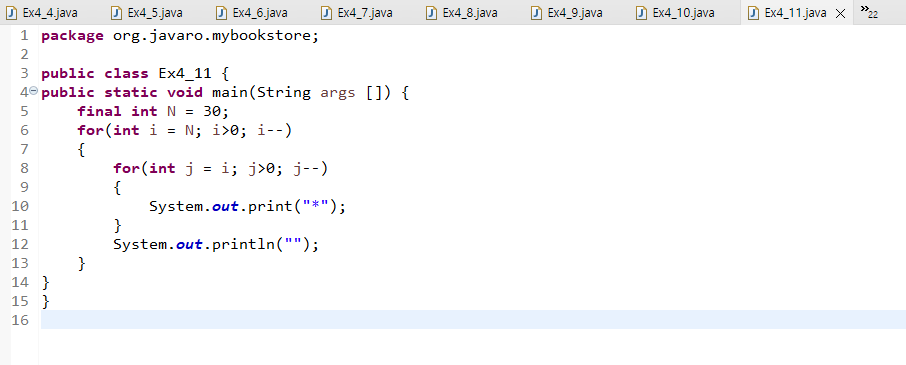 Ex4_4.java Ex4_5.java Ex4_6.java Ex4_7.java Ex4_8.java Ex4_9.java Ex4_10.java Ex4_11.java »22
1 package org.javaro.mybookstore;
2
3 public class Ex4_11 {
4 public static void main(String args []) {
5     final int N = 30;
6     for(int i = N; i>0; i--)
7     {
8         for(int j = i; j>0; j--)
9         {
10             System.out.print("*");
11         }
12         System.out.println("");
13     }
14 }
15 }
16